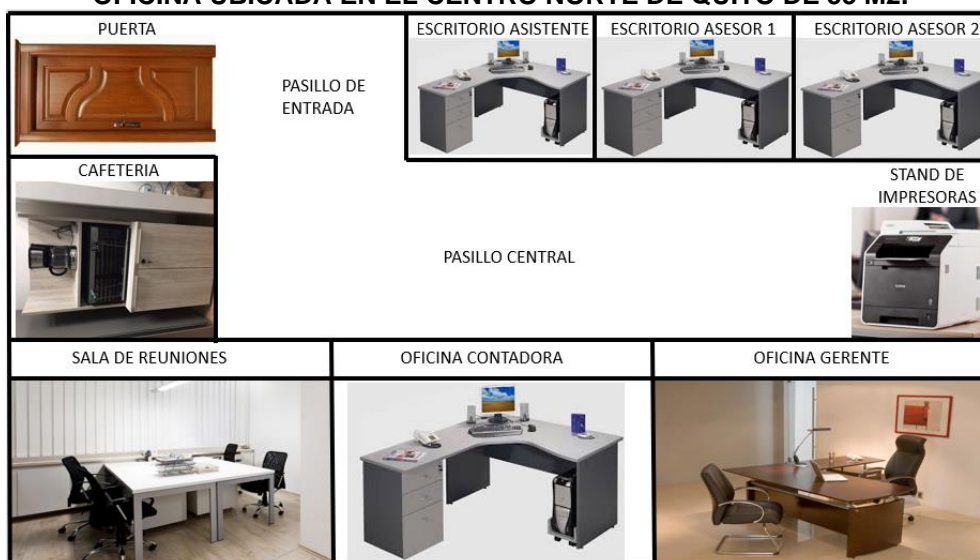 OFICINA UBICADA EN EL CENTRO NORTE DE QUITO DE M2.
PUERTA
PASILLO DE
ENTRADA
ESCRITORIO ASISTENTE
ESCRITORIO ASESOR 1
ESCRITORIO ASESOR 2
CAFETERIA
PASILLO CENTRAL
STAND DE
IMPRESORAS
SALA DE REUNIONES
OFICINA CONTADORA
OFICINA GERENTE